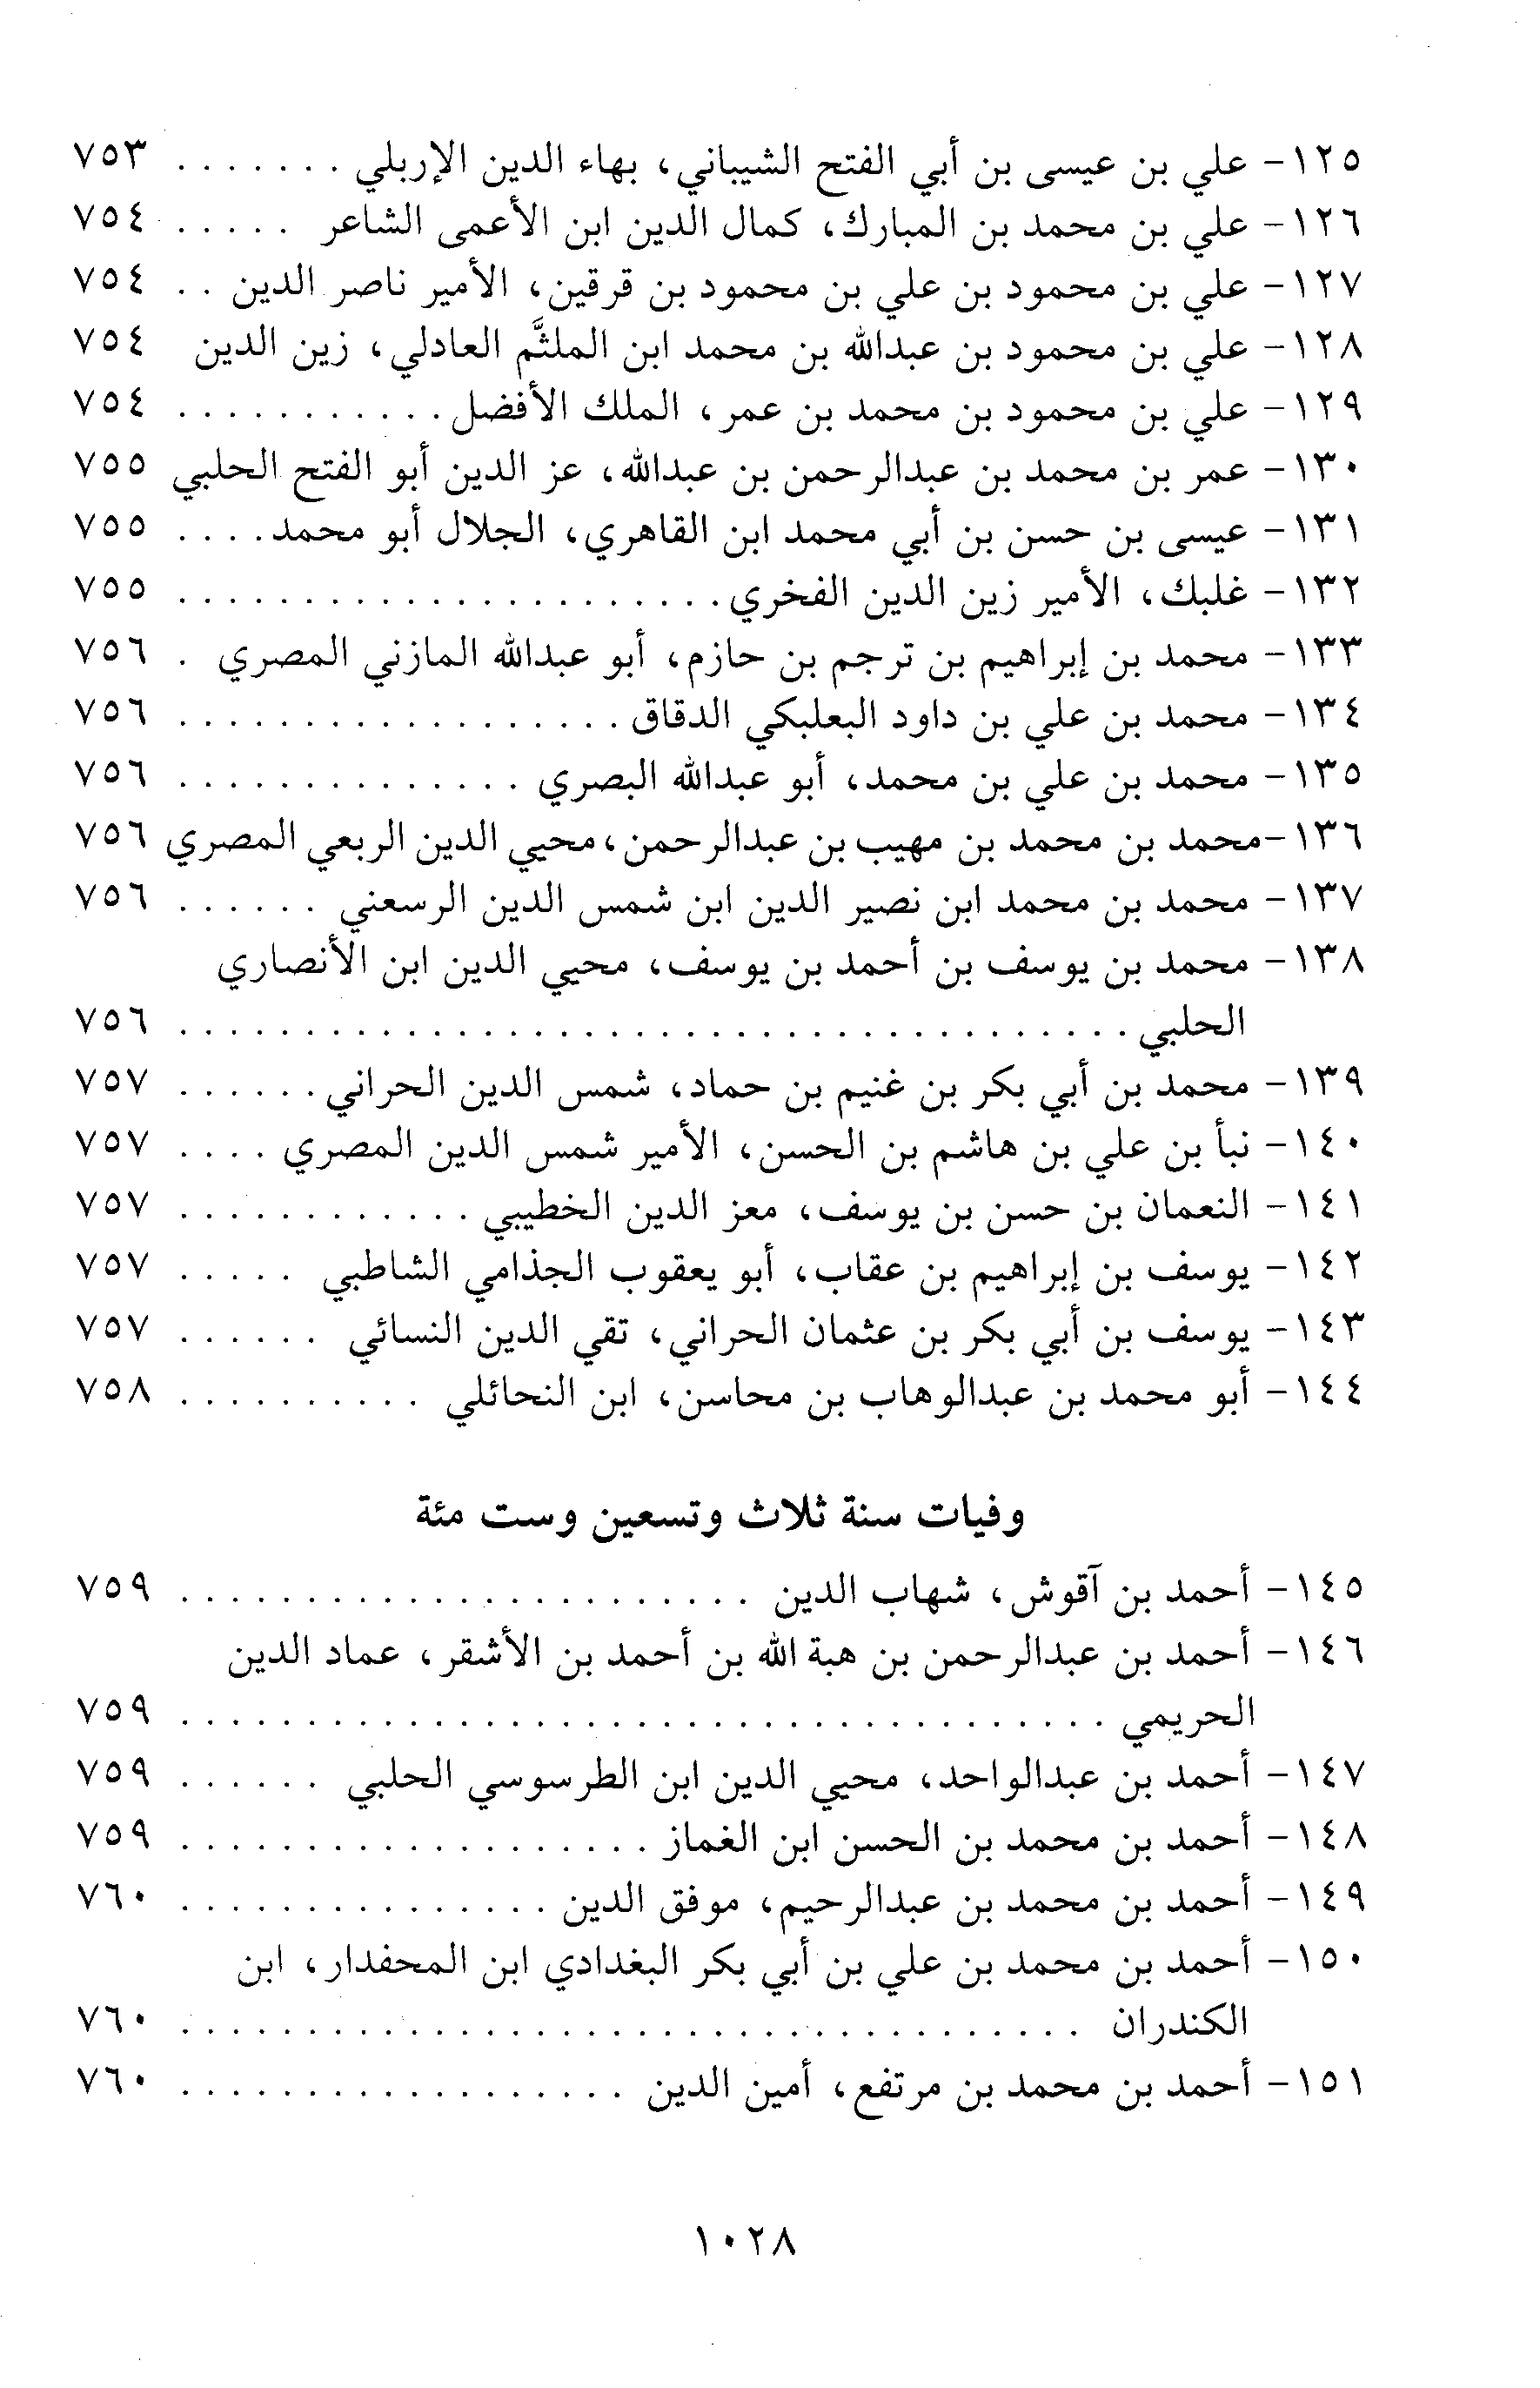 ١٢٥- علي بن عيسى بن أبي الفتح الشيباني، بهاء الدين الإربلي . . . . . . . ٧٥٣
١٢٦- علي بن محمد بن المبارك، كمال الدين ابن الأعمى الشاعر . . . . . ٧٥٤
١٢٧- علي بن محمود بن علي بن محمود بن قرقين، الأمير ناصر الدين . . ٧٥٤
١٢٨- علي بن محمود بن عبدالله بن محمد ابن الملثَّم العادلي، زين الدين ٧٥٤
١٢٩- علي بن محمود بن محمد بن عمر، الملك الأفضل . . . . . . . . . . . ٧٥٤
١٣٠- عمر بن محمد بن عبدالرحمن بن عبدالله، عز الدين أبو الفتح الحلبي ٧٥٥
١٣١- عيسى بن حسن بن أبي محمد ابن القاهري، الجلال أبو محمد . . . . ٧٥٥
١٣٢- غلبك، الأمير زين الدين الفخري . . . . . . . . . . . . . . . . . . . . . . ٧٥٥
١٣٣- محمد بن إبراهيم بن ترجم بن حازم، أبو عبدالله المازني المصري . ٧٥٦
١٣٤- محمد بن علي بن داود البعلبكي الدقاق . . . . . . . . . . . . . . . . . . ٧٥٦
١٣٥- محمد بن علي بن محمد، أبو عبدالله البصري . . . . . . . . . . . . . . ٧٥٦
١٣٦-محمد بن محمد بن مهيب بن عبدالرحمن، محيي الدين الربعي المصري ٧٥٦
١٣٧- محمد بن محمد ابن نصير الدين ابن شمس الدين الرسعني . . . . . . ٧٥٦
١٣٨- محمد بن يوسف بن أحمد بن يوسف، محيي الدين ابن الأنصاري
الحلبي . . . . . . . . . . . . . . . . . . . . . . . . . . . . . . . . . . . . . . ٧٥٦
١٣٩- محمد بن أبي بكر بن غنيم بن حماد، شمس الدين الحراني . . . . . . ٧٥٧
١٤٠- نبأ بن علي بن هاشم بن الحسن، الأمير شمس الدين المصري . . . . ٧٥٧
١٤١- النعمان بن حسن بن يوسف، معز الدين الخطيبي . . . . . . . . . . . . ٧٥٧
١٤٢- يوسف بن إبراهيم بن عقاب، أبو يعقوب الجذامي الشاطبي . . . . . ٧٥٧
١٤٣- يوسف بن أبي بكر بن عثمان الحراني، تقي الدين النسائي . . . . . . ٧٥٧
١٤٤- أبو محمد بن عبدالوهاب بن محاسن، ابن النحائلي . . . . . . . . . . ٧٥٨
وفيات سنة ثلاث وتسعين وست مئة
١٤٥- أحمد بن آقوش، شهاب الدين . . . . . . . . . . . . . . . . . . . . . . . ٧٥٩
١٤٦- أحمد بن عبدالرحمن بن هبة الله بن أحمد بن الأشقر، عماد الدين
الحريمي . . . . . . . . . . . . . . . . . . . . . . . . . . . . . . . . . . . . . ٧٥٩
١٤٧- أحمد بن عبدالواحد، محيي الدين ابن الطرسوسي الحلبي . . . . . . ٧٥٩
١٤٨- أحمد بن محمد بن الحسن ابن الغماز . . . . . . . . . . . . . . . . . . . ٧٥٩
١٤٩- أحمد بن محمد بن عبدالرحيم، موفق الدين . . . . . . . . . . . . . . . ٧٦٠
١٥٠- أحمد بن محمد بن علي بن أبي بكر البغدادي ابن المحفدار، ابن
الكندران . . . . . . . . . . . . . . . . . . . . . . . . . . . . . . . . . . . . ٧٦٠
١٥١- أحمد بن محمد بن مرتفع، أمين الدين . . . . . . . . . . . . . . . . . . ٧٦٠
١٠٢٨